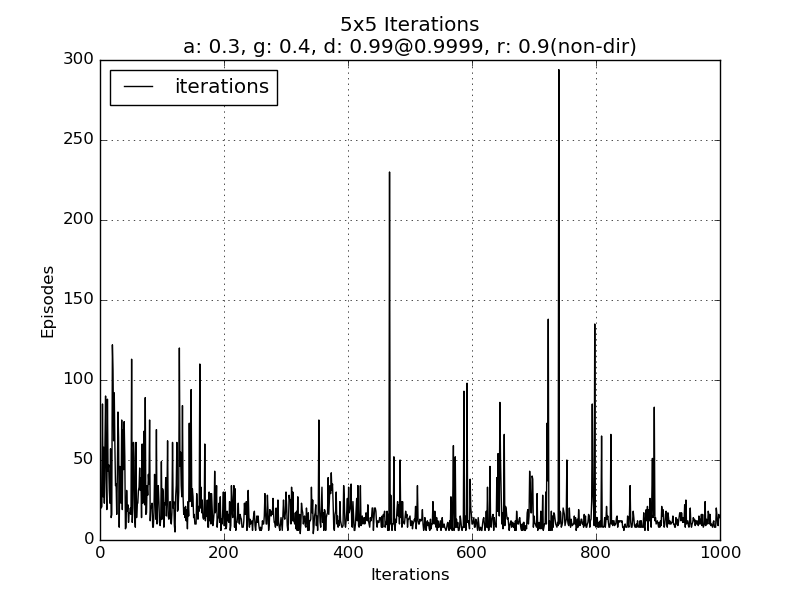 5x5 Iterations
a: 0.3, g: 0.4, d: 0.99@0.9999, r: 0.9(non-dir)
iterations
300
250
200
150
100
50
0
Episodes
0 200 400 600 800 1000
Iterations